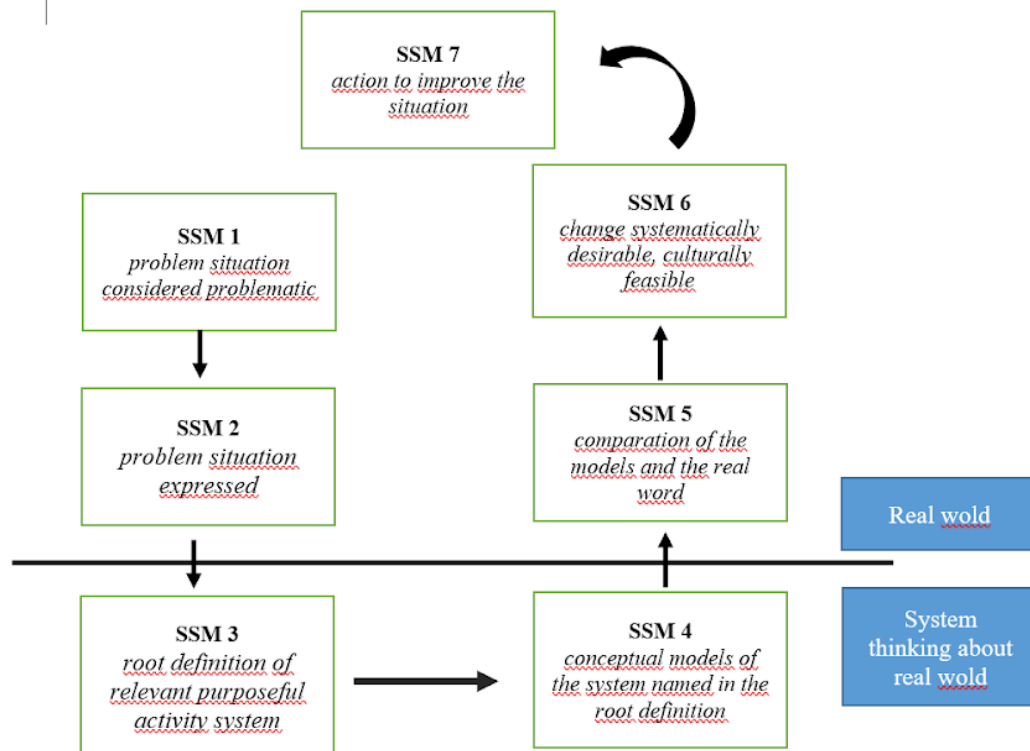 SSM 7
action to improve the
situation
SSM 1
problem situation
considered problematic
SSM 6
change systematically
desirable, culturally
feasible
SSM 2
problem situation
expressed
SSM 5
comparation of the
models and the real
word
Real wold
SSM 3
root definition of
relevant purposeful
activity system
SSM 4
conceptual models of
the system named in the
root definition
System
thinking about
real wold